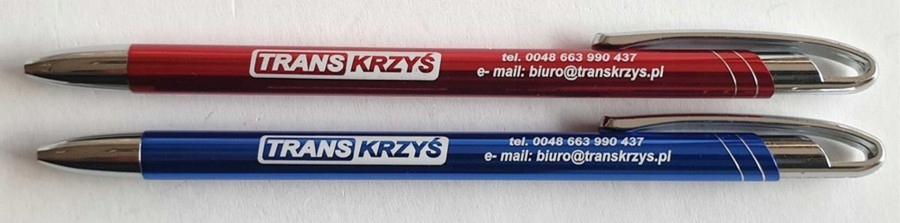 TRANS KRZYŚ
tel. 0048 663 990 437
e- mail: biuro@transkrzys.pl
TRANS KRZYŚ
tel. 0048 663 990 437
e- mail: biuro@transkrzys.pl